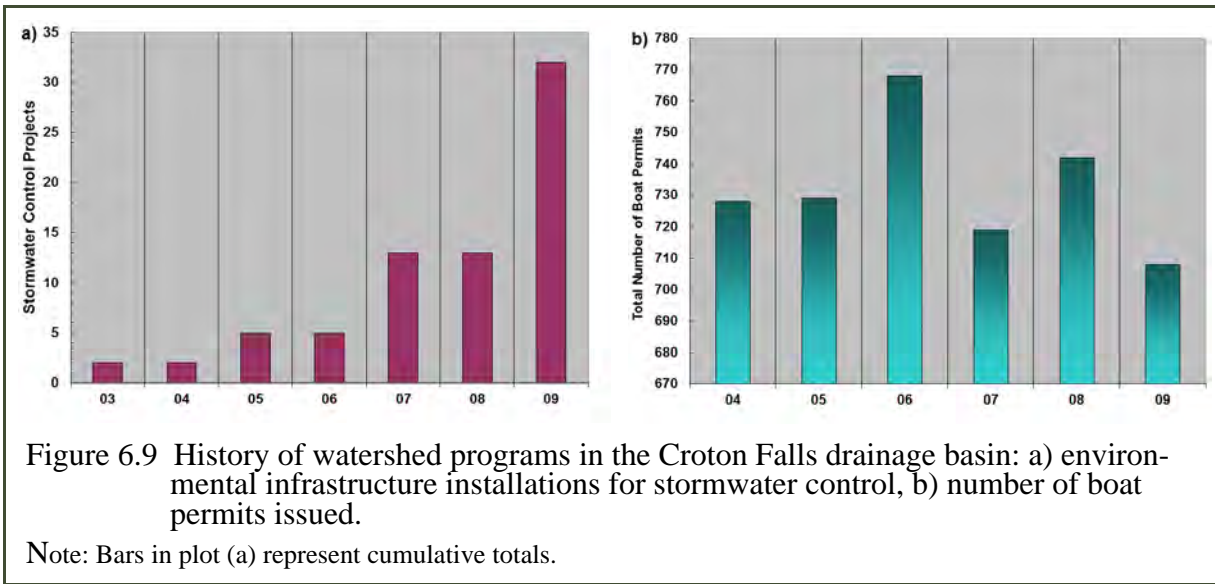 a)
35
30
25
20
15
10
5
0
Stormwater Control Projects
03 04 05 06 07 08 09
b)
780
770
760
750
740
730
720
710
700
690
680
670
Total Number of Boat Permits
04 05 06 07 08 09
Figure 6.9 History of watershed programs in the Croton Falls drainage basin: a) environ-
mental infrastructure installations for stormwater control, b) number of boat
permits issued.
Note: Bars in plot (a) represent cumulative totals.